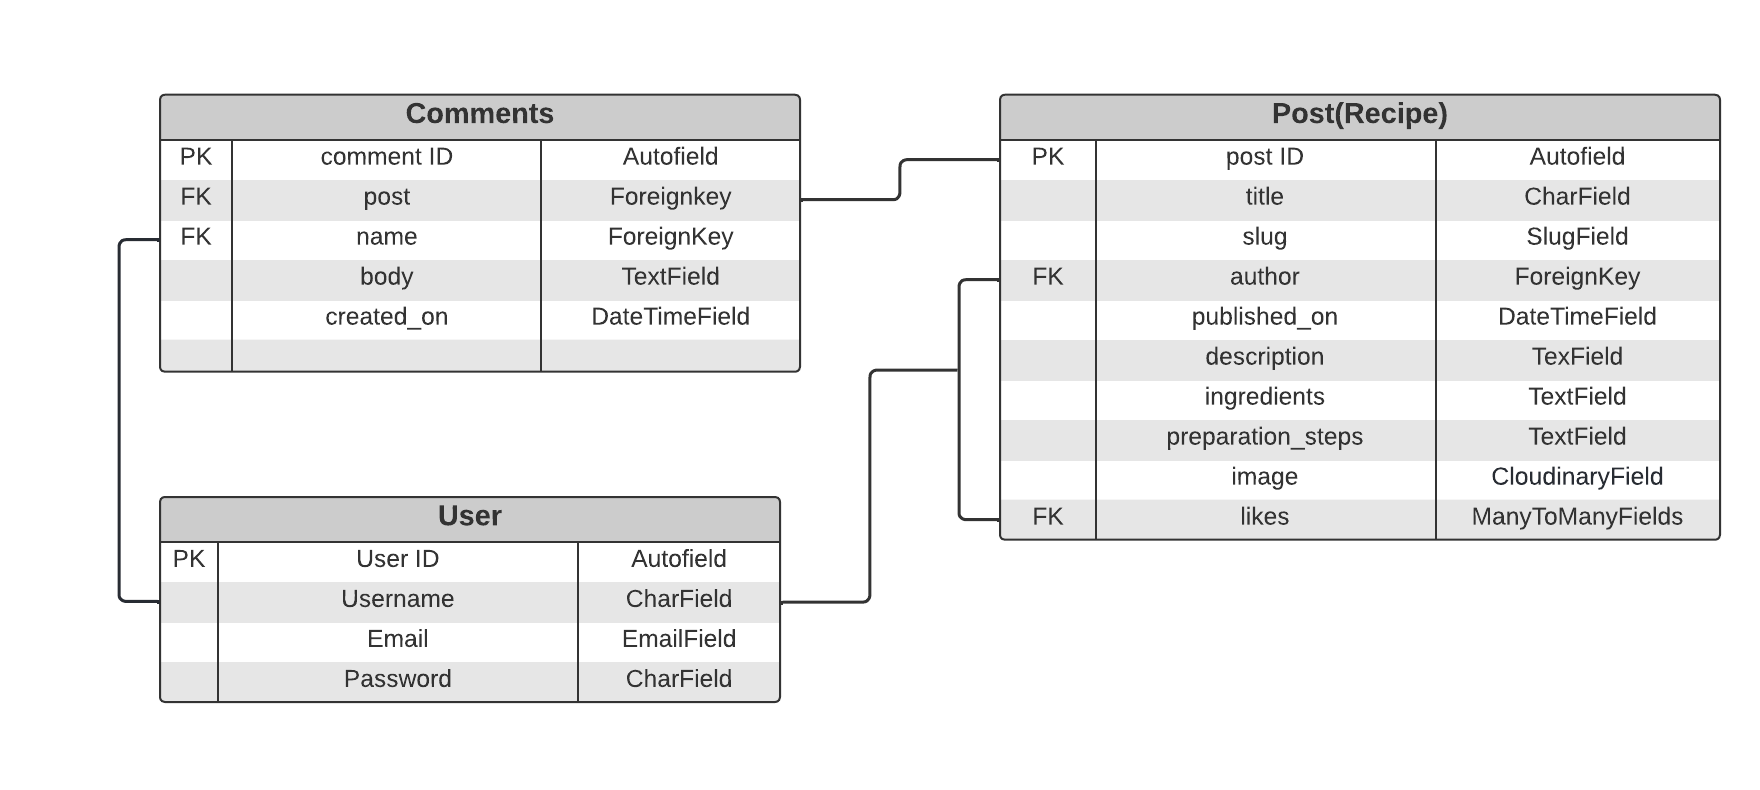 Comments
PK comment ID Autofield
FK post Foreignkey
FK name ForeignKey
body TextField
created_on DateTimeField
Post(Recipe)
PK post ID Autofield
title CharField
slug SlugField
FK author ForeignKey
published_on DateTimeField
description TexField
ingredients TextField
preparation_steps TextField
image CloudinaryField
FK likes ManyToManyFields
User
PK User ID Autofield
Username CharField
Email EmailField
Password CharField